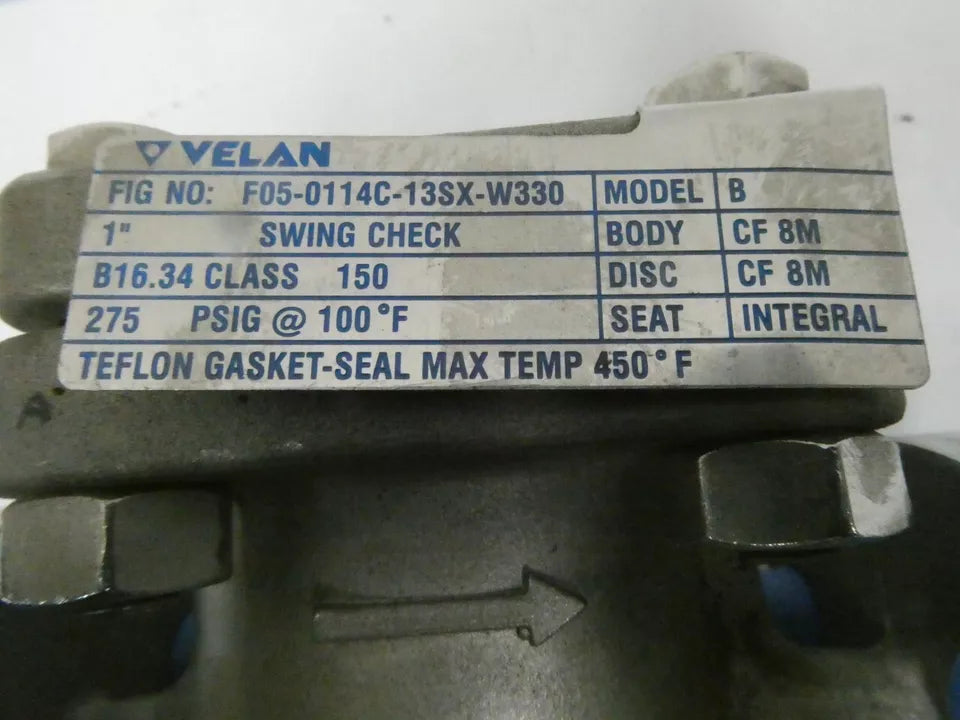 VELAN
FIG NO: F05-0114C-13SX-W330 MODEL B
1" SWING CHECK BODY CF 8M
B16.34 CLASS 150 DISC CF 8M
275 PSIG @ 100°F SEAT INTEGRAL
TEFLON GASKET-SEAL MAX TEMP 450°F
A